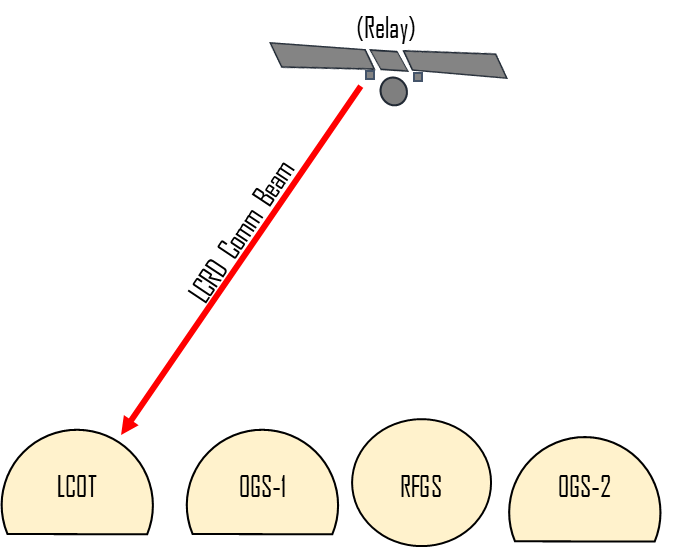 (Relay)
LCRD Comm Beam
LCOT
OGS-1
RFGS
OGS-2